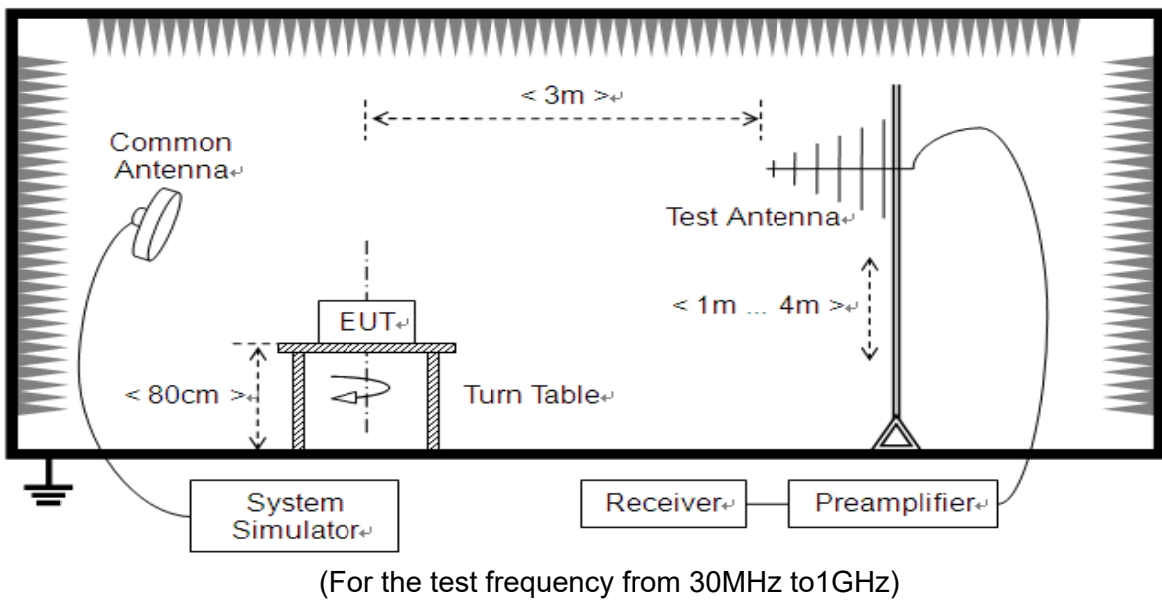 < 3m >↵
Common
Antenna↵
Test Antenna↵
< 1m ... 4m >↵
EUT↵
< 80cm >↵
Turn Table↵
System
Simulator↵
Receiver↵
Preamplifier↵
(For the test frequency from 30MHz to1GHz)